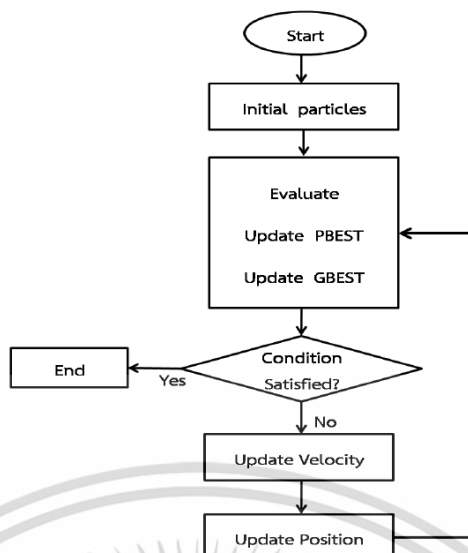 Start
Initial particles
Evaluate
Update PBEST
Update GBEST
Condition
Satisfied?
End
Yes
No
Update Velocity
Update Position